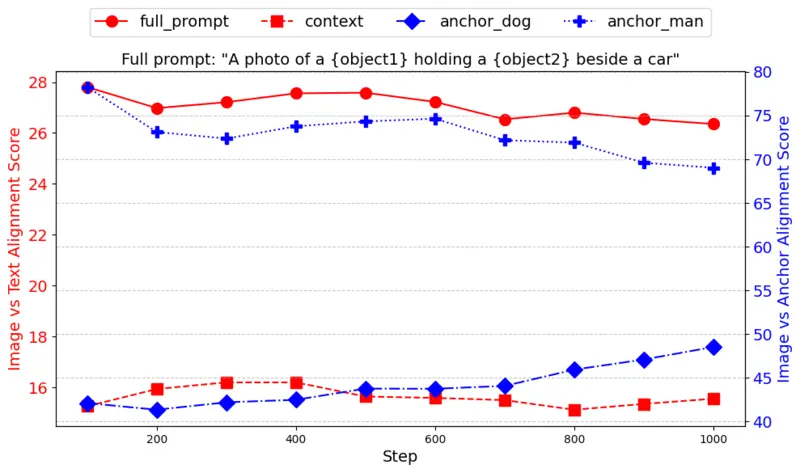 full_prompt context anchor_dog anchor_man
Full prompt: "A photo of a {object1} holding a {object2} beside a car"
28
26
24
22
20
18
16
Image vs Text Alignment Score
80
75
70
65
60
55
50
45
40
Image vs Anchor Alignment Score
200 400 600 800 1000
Step